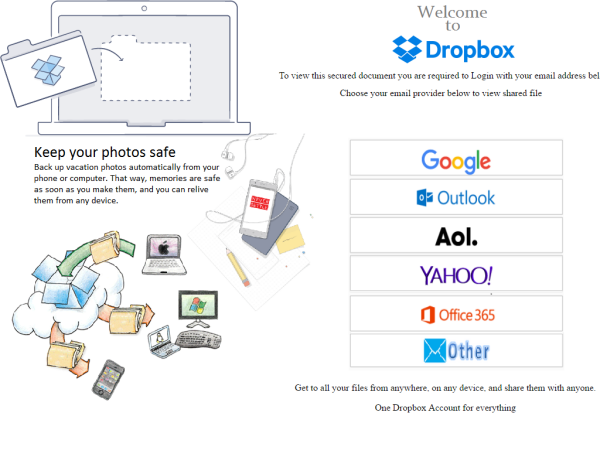 Welcome
to
Dropbox
To view this secured document you are required to Login with your email address bel
Choose your email provider below to view shared file
Keep your photos safe
Back up vacation photos automatically from your
phone or computer. That way, memories are safe
as soon as you make them, and you can relive
them from any device.
Google
Outlook
Aol.
YAHOO!
Office 365
Other
Get to all your files from anywhere, on any device, and share them with anyone.
One Dropbox Account for everything